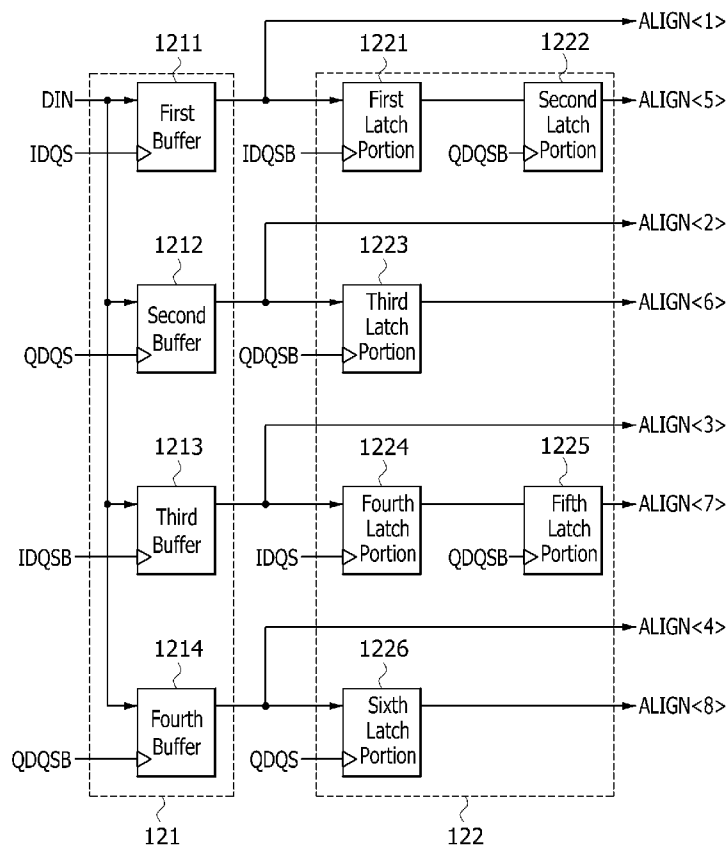 ALIGN<1>
1211
1221
1222
DIN
First
Buffer
First
Latch
Portion
Second
Latch
Portion
ALIGN<5>
IDQS
IDQSB
QDQSB
1212
1223
ALIGN<2>
Second
Buffer
Third
Latch
Portion
ALIGN<6>
QDQS
QDQSB
1213
1224
1225
ALIGN<3>
Third
Buffer
Fourth
Latch
Portion
Fifth
Latch
Portion
ALIGN<7>
IDQSB
IDQS
QDQSB
1214
1226
ALIGN<4>
Fourth
Buffer
Sixth
Latch
Portion
ALIGN<8>
QDQSB
QDQS
121
122